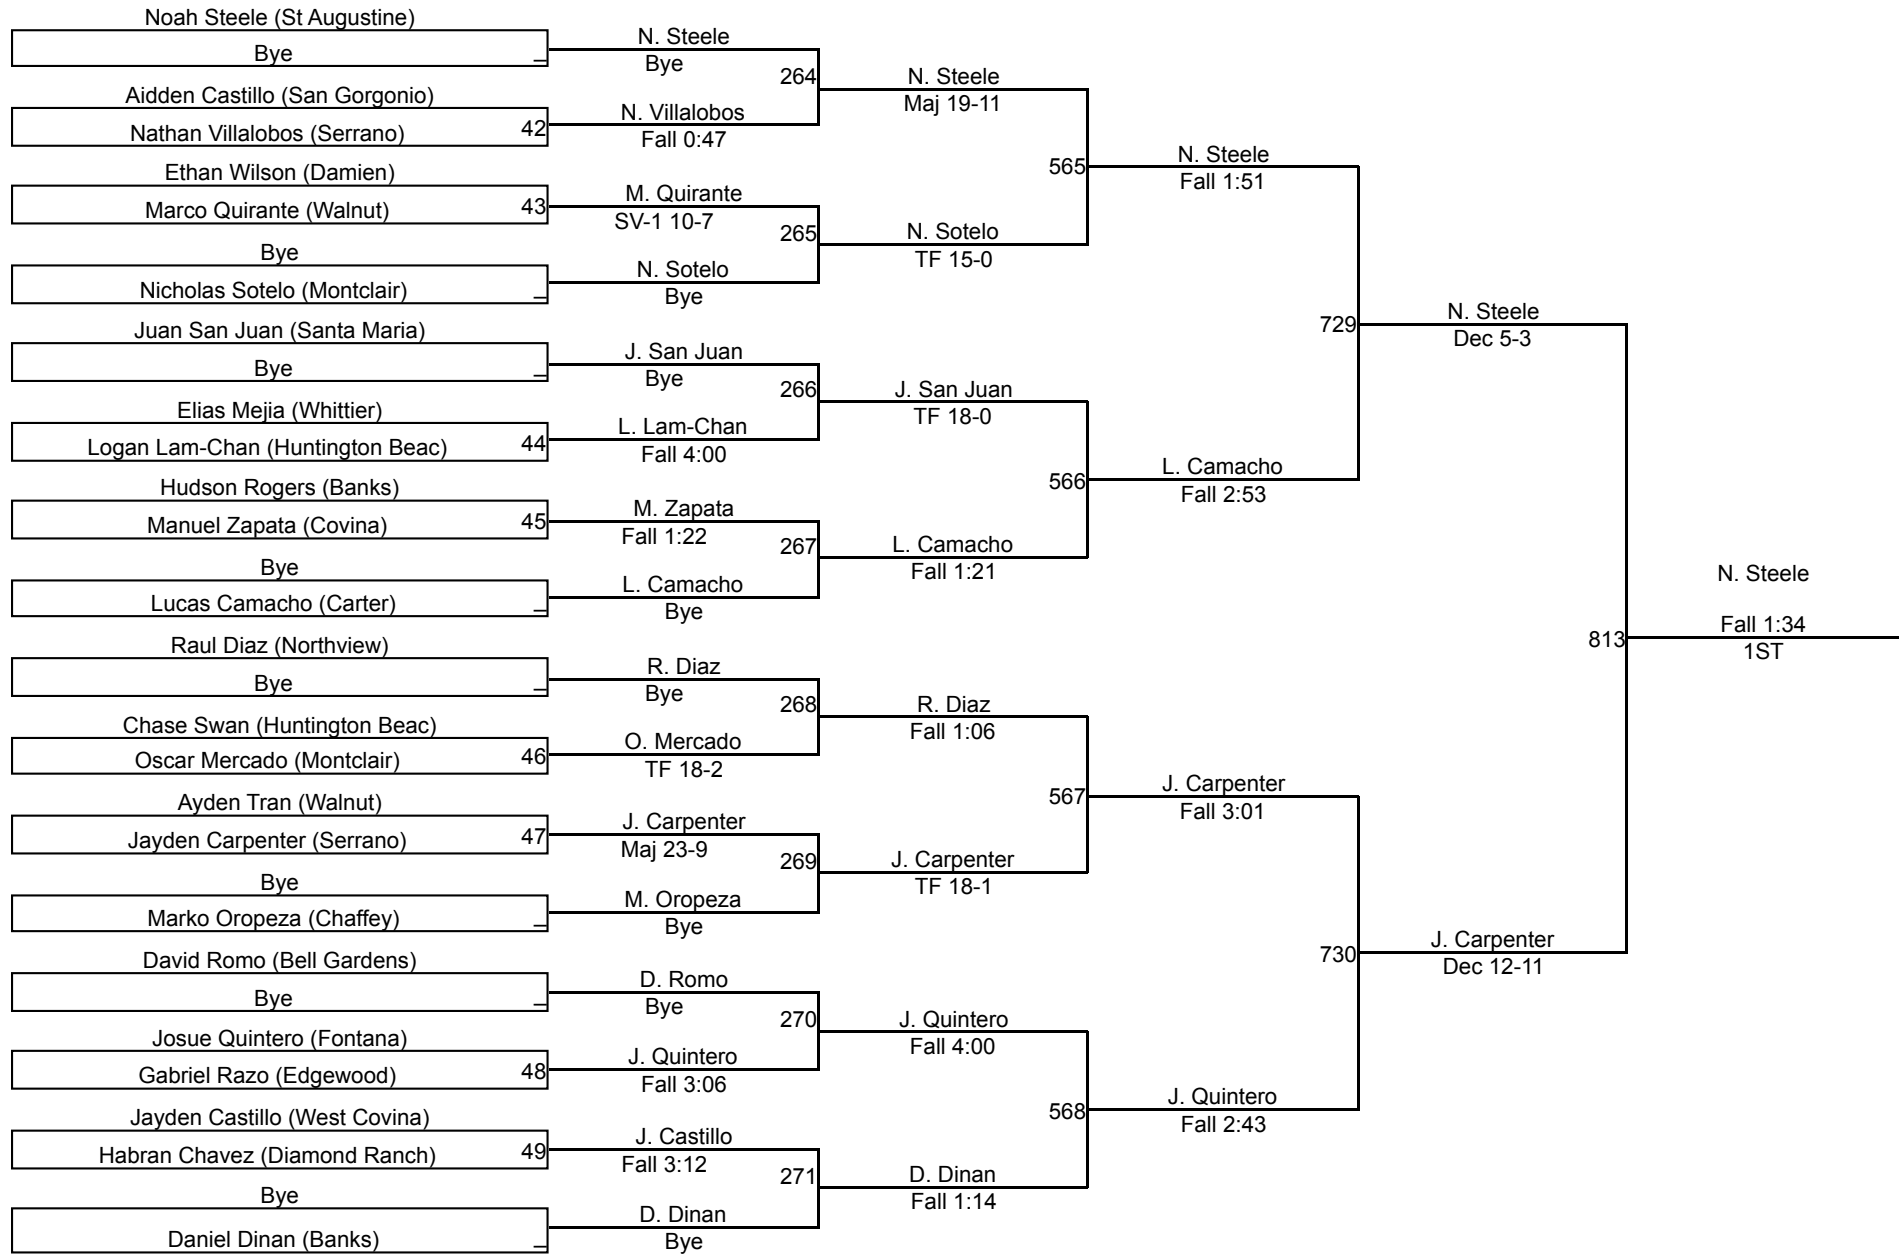 Noah Steele (St Augustine)
Bye
_
Aidden Castillo (San Gorgonio)
Nathan Villalobos (Serrano)
42
Ethan Wilson (Damien)
Marco Quirante (Walnut)
43
Bye
Nicholas Sotelo (Montclair)
_
Juan San Juan (Santa Maria)
Bye
_
Elias Mejia (Whittier)
Logan Lam-Chan (Huntington Beac)
44
Hudson Rogers (Banks)
Manuel Zapata (Covina)
45
Bye
Lucas Camacho (Carter)
_
Raul Diaz (Northview)
Bye
_
Chase Swan (Huntington Beac)
Oscar Mercado (Montclair)
46
Ayden Tran (Walnut)
Jayden Carpenter (Serrano)
47
Bye
Marko Oropeza (Chaffey)
_
David Romo (Bell Gardens)
Bye
_
Josue Quintero (Fontana)
Gabriel Razo (Edgewood)
48
Jayden Castillo (West Covina)
Habran Chavez (Diamond Ranch)
49
Bye
Daniel Dinan (Banks)
_
N. Steele
Bye
264
N. Villalobos
Fall 0:47
M. Quirante
SV-1 10-7
265
N. Sotelo
Bye
J. San Juan
Bye
266
L. Lam-Chan
Fall 4:00
M. Zapata
Fall 1:22
267
L. Camacho
Bye
R. Diaz
Bye
268
O. Mercado
TF 18-2
J. Carpenter
Maj 23-9
269
M. Oropeza
Bye
D. Romo
Bye
270
J. Quintero
Fall 3:06
J. Castillo
Fall 3:12
271
D. Dinan
Bye
N. Steele
Maj 19-11
565
N. Sotelo
TF 15-0
J. San Juan
TF 18-0
566
L. Camacho
Fall 1:21
R. Diaz
Fall 1:06
567
J. Carpenter
TF 18-1
J. Quintero
Fall 4:00
568
D. Dinan
Fall 1:14
N. Steele
Fall 1:51
729
L. Camacho
Fall 2:53
J. Carpenter
Fall 3:01
730
J. Quintero
Fall 2:43
N. Steele
Dec 5-3
813
J. Carpenter
Dec 12-11
N. Steele
Fall 1:34
1ST